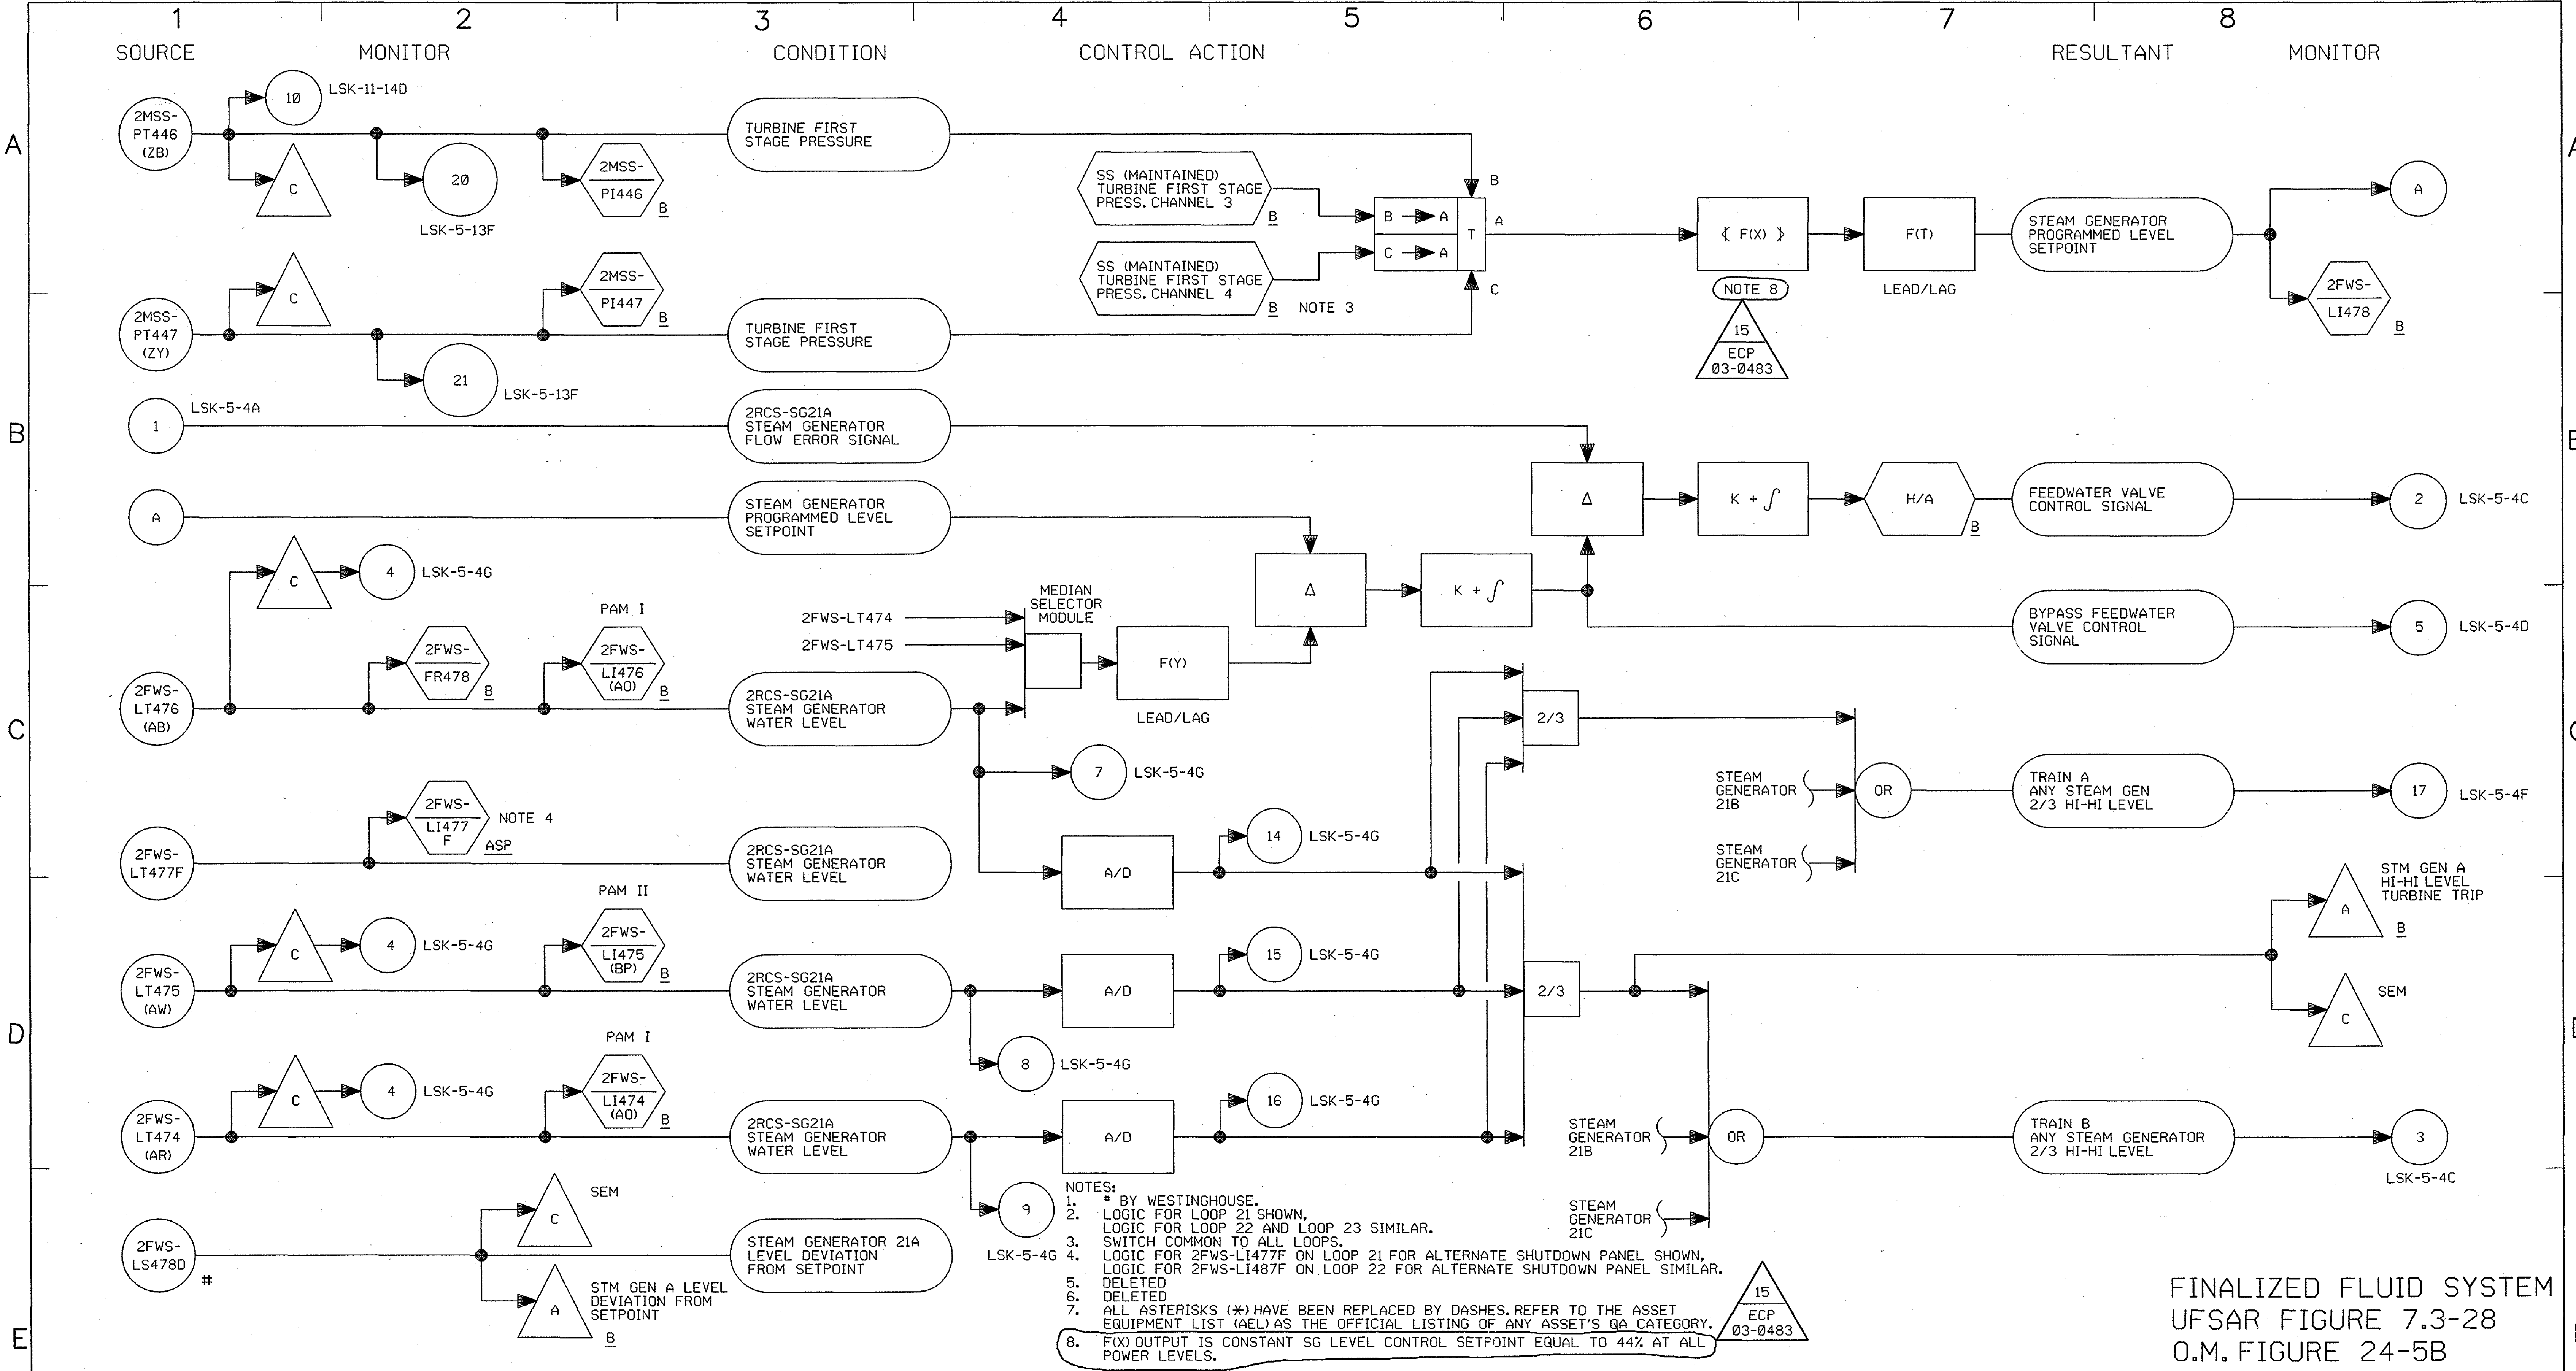 1 2 3 4 5 6 7 8
SOURCE MONITOR CONDITION CONTROL ACTION RESULTANT MONITOR
A
2MSS-
PT446
(ZB)
10
LSK-11-14D
C
20
LSK-5-13F
2MSS-
PI446
B
TURBINE FIRST
STAGE PRESSURE
SS (MAINTAINED)
TURBINE FIRST STAGE
PRESS. CHANNEL 3
B
SS (MAINTAINED)
TURBINE FIRST STAGE
PRESS. CHANNEL 4
B
NOTE 3
B
B A
C A
T
A
C
F(X)
NOTE 8
15
ECP
03-0483
F(T)
LEAD/LAG
STEAM GENERATOR
PROGRAMMED LEVEL
SETPOINT
A
2FWS-
LI478
B
2MSS-
PT447
(ZY)
C
21
LSK-5-13F
2MSS-
PI447
B
TURBINE FIRST
STAGE PRESSURE
B
1
LSK-5-4A
2RCS-SG21A
STEAM GENERATOR
FLOW ERROR SIGNAL
A
STEAM GENERATOR
PROGRAMMED LEVEL
SETPOINT
Δ
K + ∫
H/A
B
FEEDWATER VALVE
CONTROL SIGNAL
2
LSK-5-4C
Δ
K + ∫
BYPASS FEEDWATER
VALVE CONTROL
SIGNAL
5
LSK-5-4D
C
2FWS-
LT476
(AB)
C
4
LSK-5-4G
2FWS-
FR478
B
PAM I
2FWS-
LI476
(AO)
B
2RCS-SG21A
STEAM GENERATOR
WATER LEVEL
2FWS-LT474
2FWS-LT475
MEDIAN
SELECTOR
MODULE
F(Y)
LEAD/LAG
7
LSK-5-4G
2/3
STEAM
GENERATOR
21B
STEAM
GENERATOR
21C
OR
TRAIN A
ANY STEAM GEN
2/3 HI-HI LEVEL
17
LSK-5-4F
2FWS-
LT477F
2FWS-
LI477
F
NOTE 4
ASP
2RCS-SG21A
STEAM GENERATOR
WATER LEVEL
A/D
14
LSK-5-4G
D
2FWS-
LT475
(AW)
C
4
LSK-5-4G
PAM II
2FWS-
LI475
(BP)
B
2RCS-SG21A
STEAM GENERATOR
WATER LEVEL
A/D
15
LSK-5-4G
8
LSK-5-4G
2/3
A
B
STM GEN A
HI-HI LEVEL
TURBINE TRIP
C
SEM
2FWS-
LT474
(AR)
C
4
LSK-5-4G
PAM I
2FWS-
LI474
(AO)
B
2RCS-SG21A
STEAM GENERATOR
WATER LEVEL
A/D
16
LSK-5-4G
9
LSK-5-4G
STEAM
GENERATOR
21B
STEAM
GENERATOR
21C
OR
TRAIN B
ANY STEAM GENERATOR
2/3 HI-HI LEVEL
3
LSK-5-4C
E
2FWS-
LS478D
#
C
SEM
A
B
STM GEN A LEVEL
DEVIATION FROM
SETPOINT
STEAM GENERATOR 21A
LEVEL DEVIATION
FROM SETPOINT
NOTES:
1. # BY WESTINGHOUSE.
2. LOGIC FOR LOOP 21 SHOWN,
LOGIC FOR LOOP 22 AND LOOP 23 SIMILAR.
3. SWITCH COMMON TO ALL LOOPS.
4. LOGIC FOR 2FWS-LI477F ON LOOP 21 FOR ALTERNATE SHUTDOWN PANEL SHOWN,
LOGIC FOR 2FWS-LI487F ON LOOP 22 FOR ALTERNATE SHUTDOWN PANEL SIMILAR.
5. DELETED
6. DELETED
7. ALL ASTERISKS (*) HAVE BEEN REPLACED BY DASHES. REFER TO THE ASSET
EQUIPMENT LIST (AEL) AS THE OFFICIAL LISTING OF ANY ASSET'S QA CATEGORY.
8. F(X) OUTPUT IS CONSTANT SG LEVEL CONTROL SETPOINT EQUAL TO 44% AT ALL
POWER LEVELS.
15
ECP
03-0483
FINALIZED FLUID SYSTEM
UFSAR FIGURE 7.3-28
O.M. FIGURE 24-5B